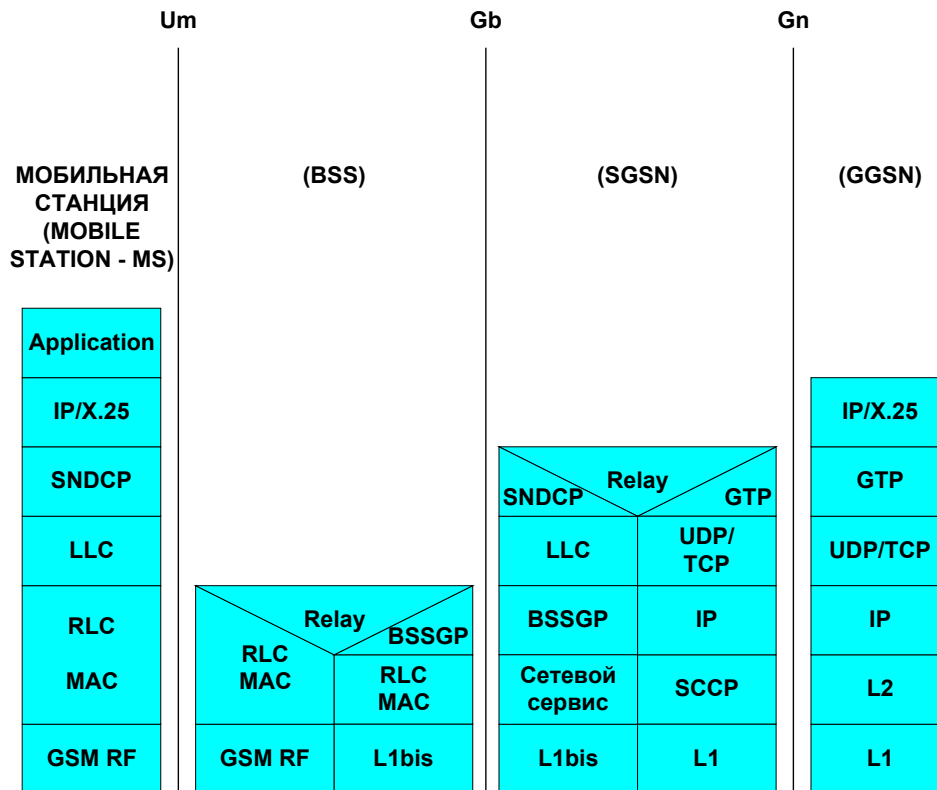 Um
Gb
Gn
МОБИЛЬНАЯ
СТАНЦИЯ
(MOBILE
STATION - MS)
(BSS)
(SGSN)
(GGSN)
Application
IP/X.25
SNDCP
LLC
RLC
MAC
GSM RF
Relay
BSSGP
RLC
MAC
RLC
MAC
GSM RF
L1bis
Relay
SNDCP
GTP
LLC
UDP/
TCP
BSSGP
IP
Сетевой
сервис
SCCP
L1bis
L1
IP/X.25
GTP
UDP/TCP
IP
L2
L1